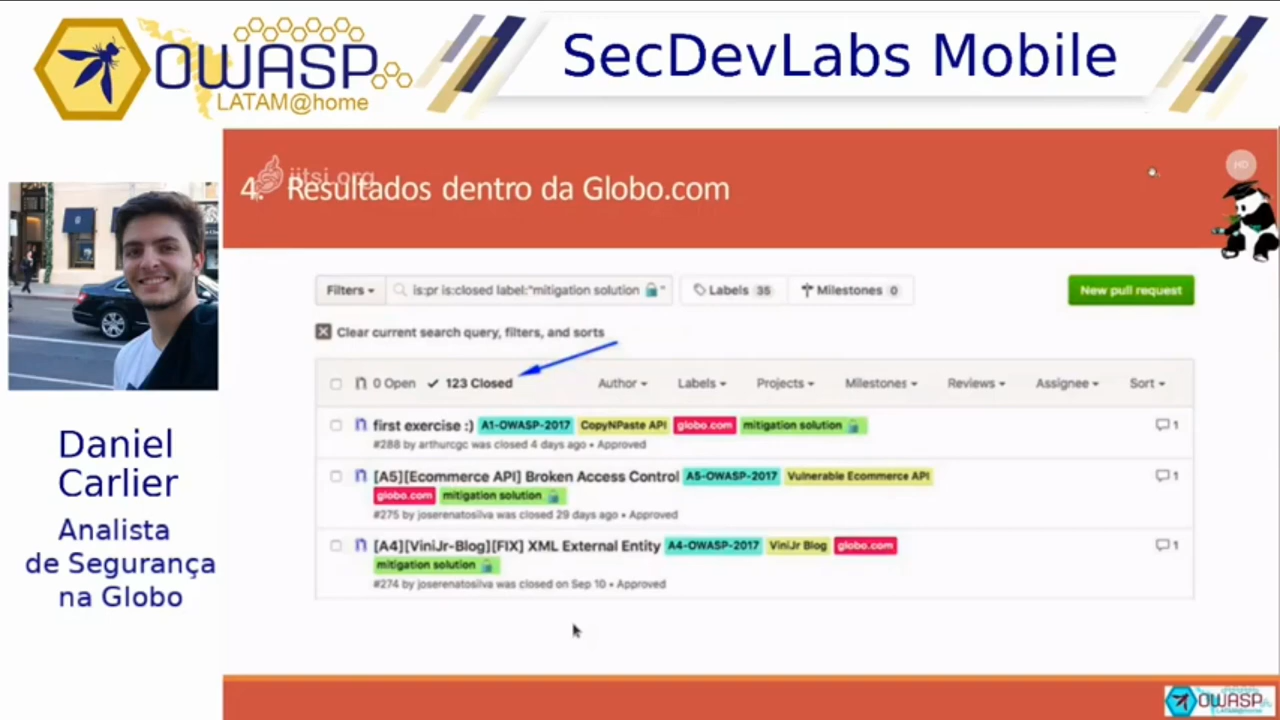 OWASP
LATAM@home
SecDevLabs Mobile
jitsi.org
HD
4. Resultados dentro da Globo.com
Filters
is:pr is:closed label:"mitigation solution 🔒"
Labels 35
Milestones 0
New pull request
Clear current search query, filters, and sorts
0 Open ✓ 123 Closed
Author
Labels
Projects
Milestones
Reviews
Assignee
Sort
first exercise :) A1-OWASP-2017 CopyNPaste API globo.com mitigation solution 🔒 1
#288 by arthurcgc was closed 4 days ago • Approved
[A5][Ecommerce API] Broken Access Control A5-OWASP-2017 Vulnerable Ecommerce API 1
globo.com mitigation solution 🔒
#275 by joserenatosilva was closed 29 days ago • Approved
[A4][ViniJr-Blog][FIX] XML External Entity A4-OWASP-2017 ViniJr Blog globo.com 1
mitigation solution 🔒
#274 by joserenatosilva was closed on Sep 10 • Approved
Daniel
Carlier
Analista
de Segurança
na Globo
OWASP
LATAM@home